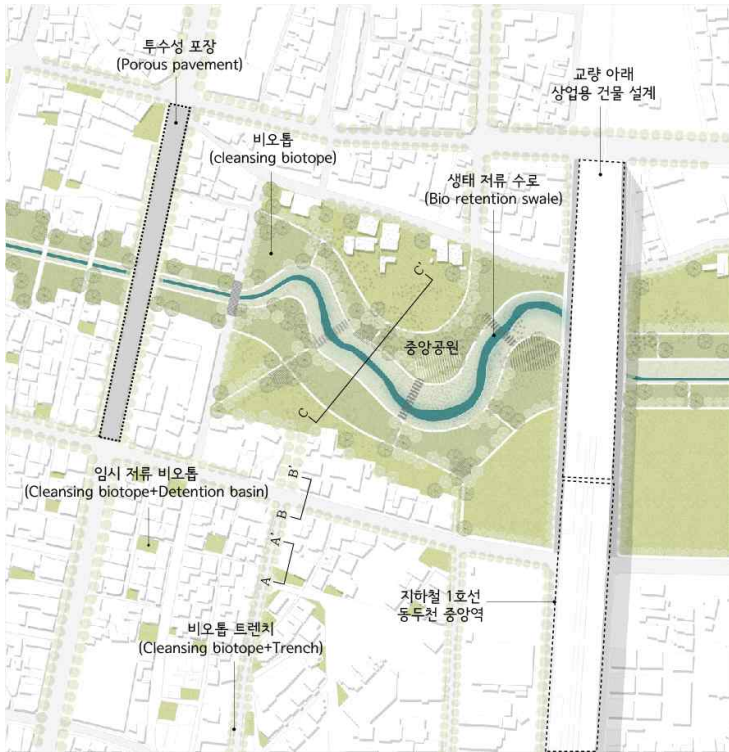 투수성 포장
(Porous pavement)
교량 아래
상업용 건물 설계
비오톱
(cleansing biotope)
생태 저류 수로
(Bio retention swale)
C'
중앙공원
C
임시 저류 비오톱
(Cleansing biotope+Detention basin)
B'
B
A'
A
지하철 1호선
동두천 중앙역
비오톱 트렌치
(Cleansing biotope+Trench)